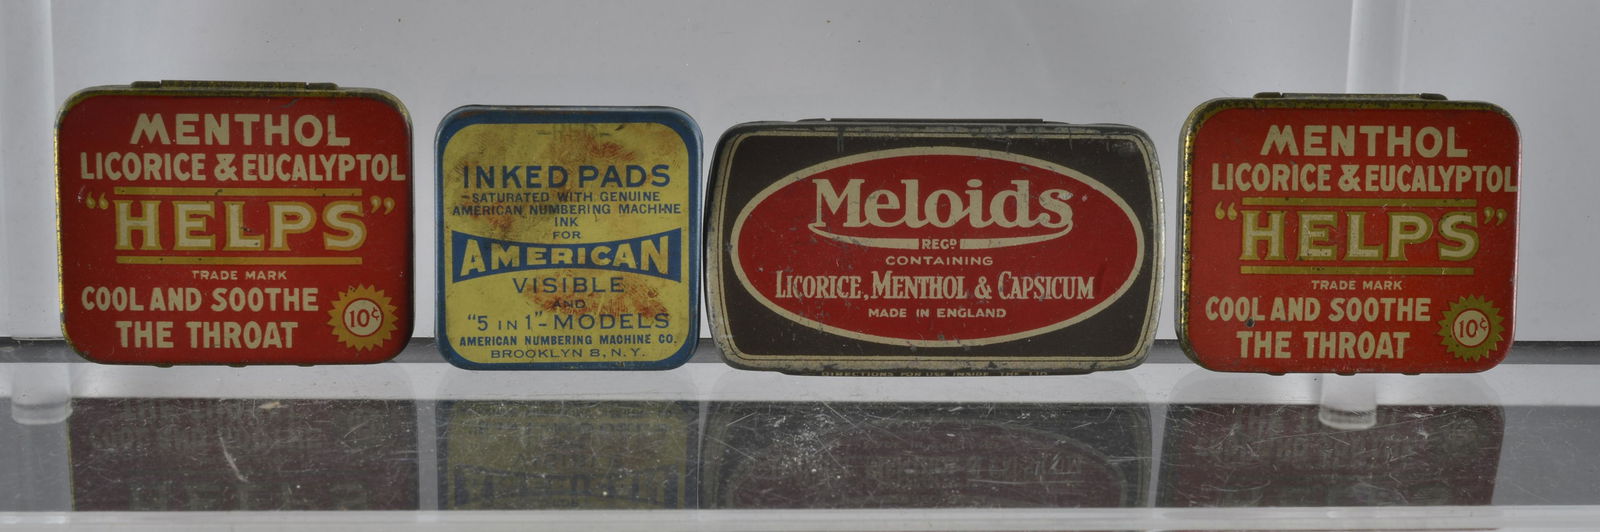 MENTHOL
LICORICE & EUCALYPTOL
"HELPS"
TRADE MARK
COOL AND SOOTHE
THE THROAT
10¢
INKED PADS
SATURATED WITH GENUINE
AMERICAN NUMBERING MACHINE
INK
FOR
AMERICAN
VISIBLE
AND
"5 IN 1" - MODELS
AMERICAN NUMBERING MACHINE CO.
BROOKLYN 8, N.Y.
Meloids
REGD
CONTAINING
LICORICE, MENTHOL & CAPSICUM
MADE IN ENGLAND
DIRECTIONS FOR USE INSIDE THE LID
MENTHOL
LICORICE & EUCALYPTOL
"HELPS"
TRADE MARK
COOL AND SOOTHE
THE THROAT
10¢